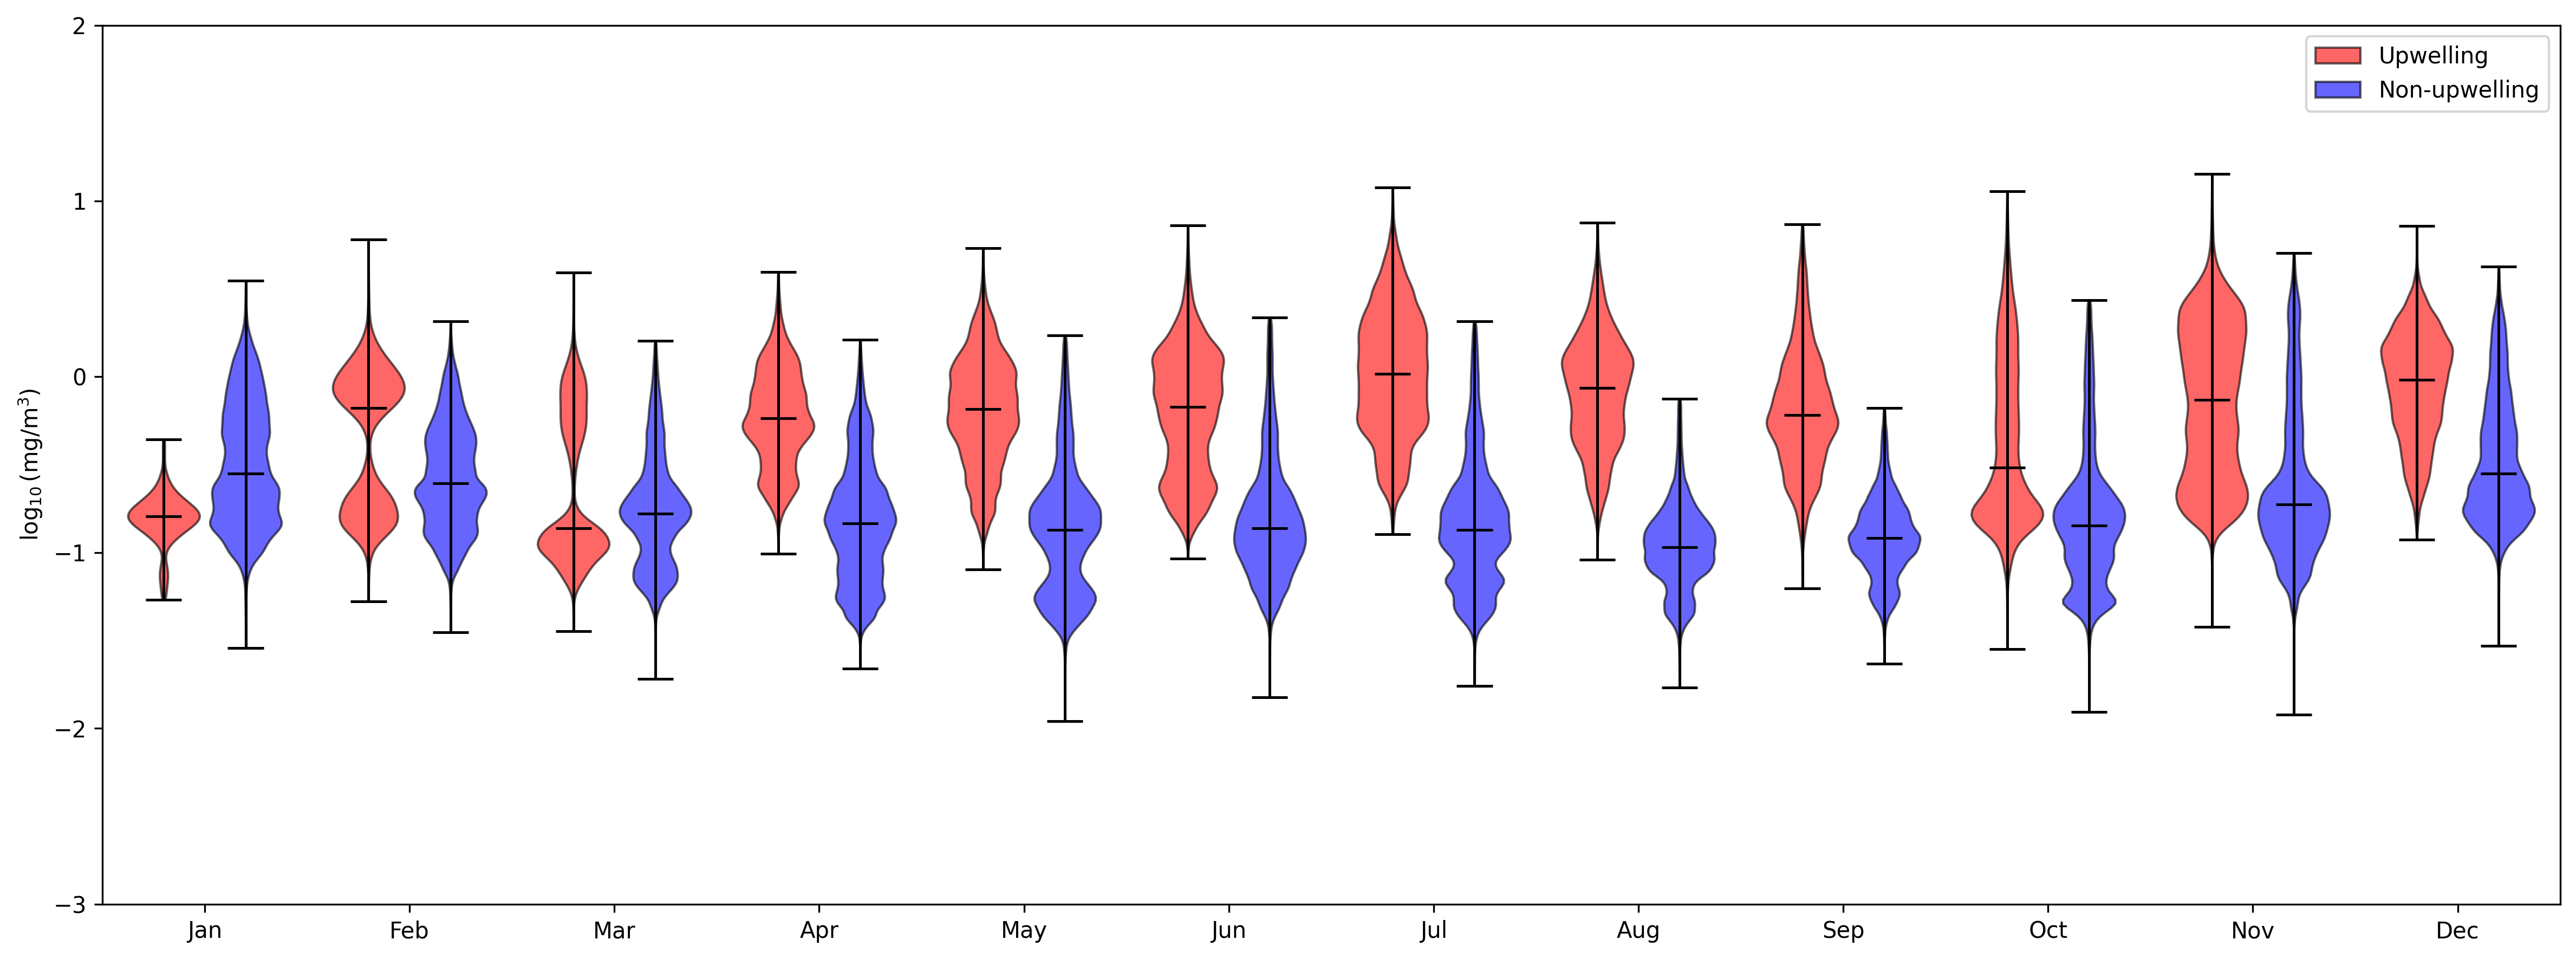 2
1
0
−1
−2
−3
log₁₀ (mg/m³)
Upwelling
Non-upwelling
Jan Feb Mar Apr May Jun Jul Aug Sep Oct Nov Dec